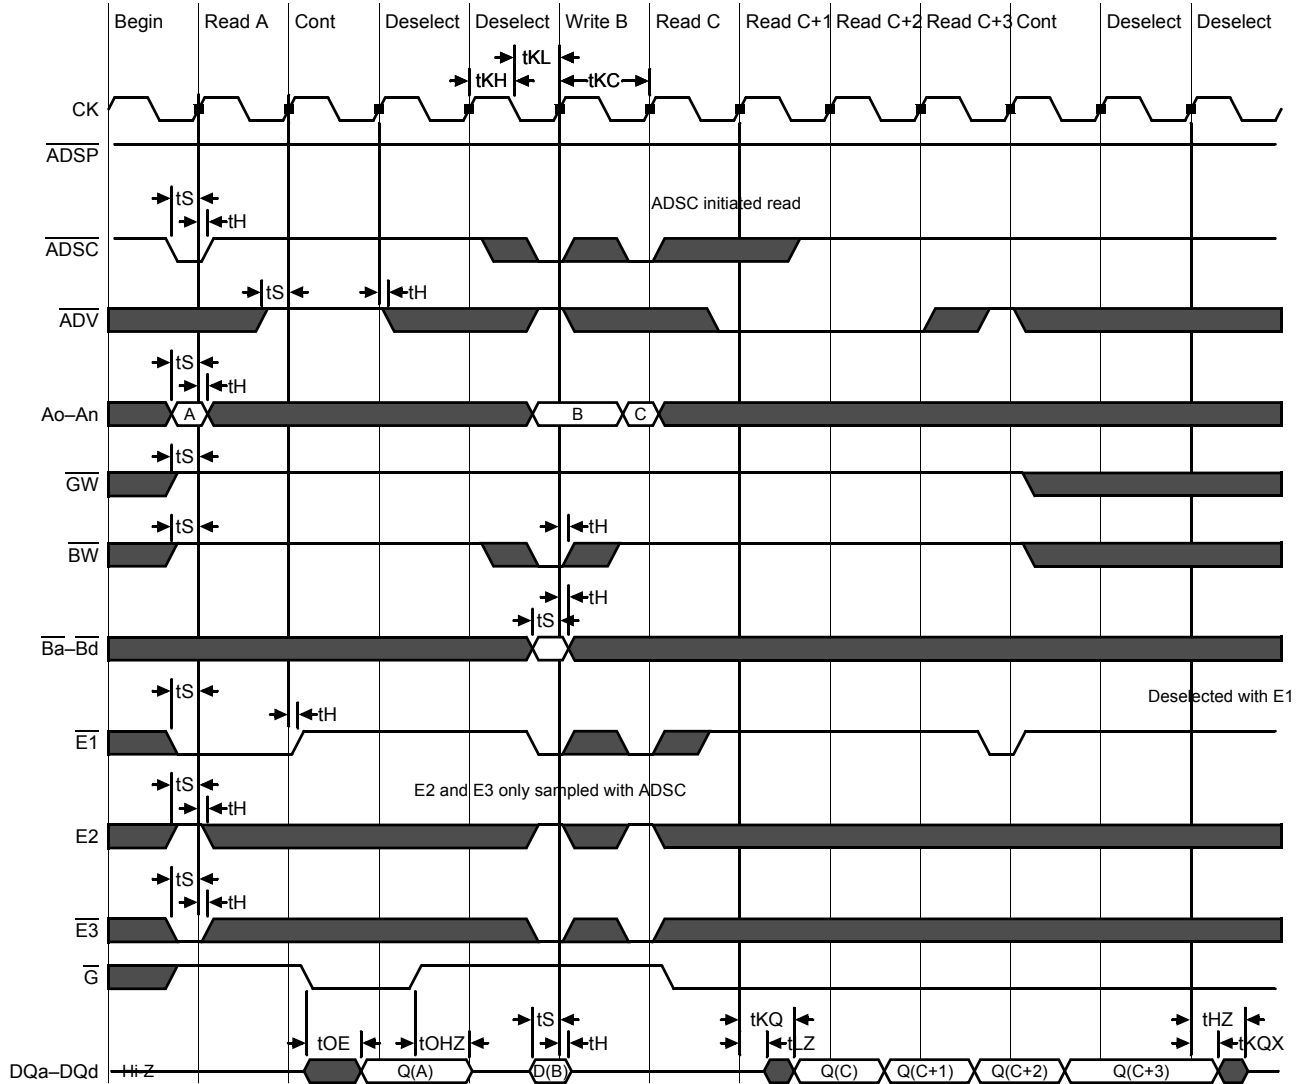 Begin Read A Cont Deselect Deselect Write B Read C Read C+1 Read C+2 Read C+3 Cont Deselect Deselect
tKL
tKH tKC
CK
ADSP
tS
tH
ADSC initiated read
ADSC
tS tH
ADV
tS
tH
Ao–An A B C
tS
GW
tS tH
BW
tH
tS
Ba–Bd
tS
Deselected with E1
tH
E1
tS
E2 and E3 only sampled with ADSC
tH
E2
tS
tH
E3
G
tS tKQ tHZ
tOE tOHZ tH tLZ tKQX
DQa–DQd Hi-Z Q(A) D(B) Q(C) Q(C+1) Q(C+2) Q(C+3)